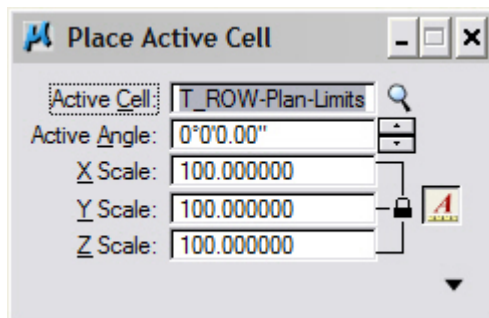 Place Active Cell
Active Cell: T_ROW-Plan-Limits
Active Angle: 0°0'0.00"
X Scale: 100.000000
Y Scale: 100.000000
Z Scale: 100.000000
A